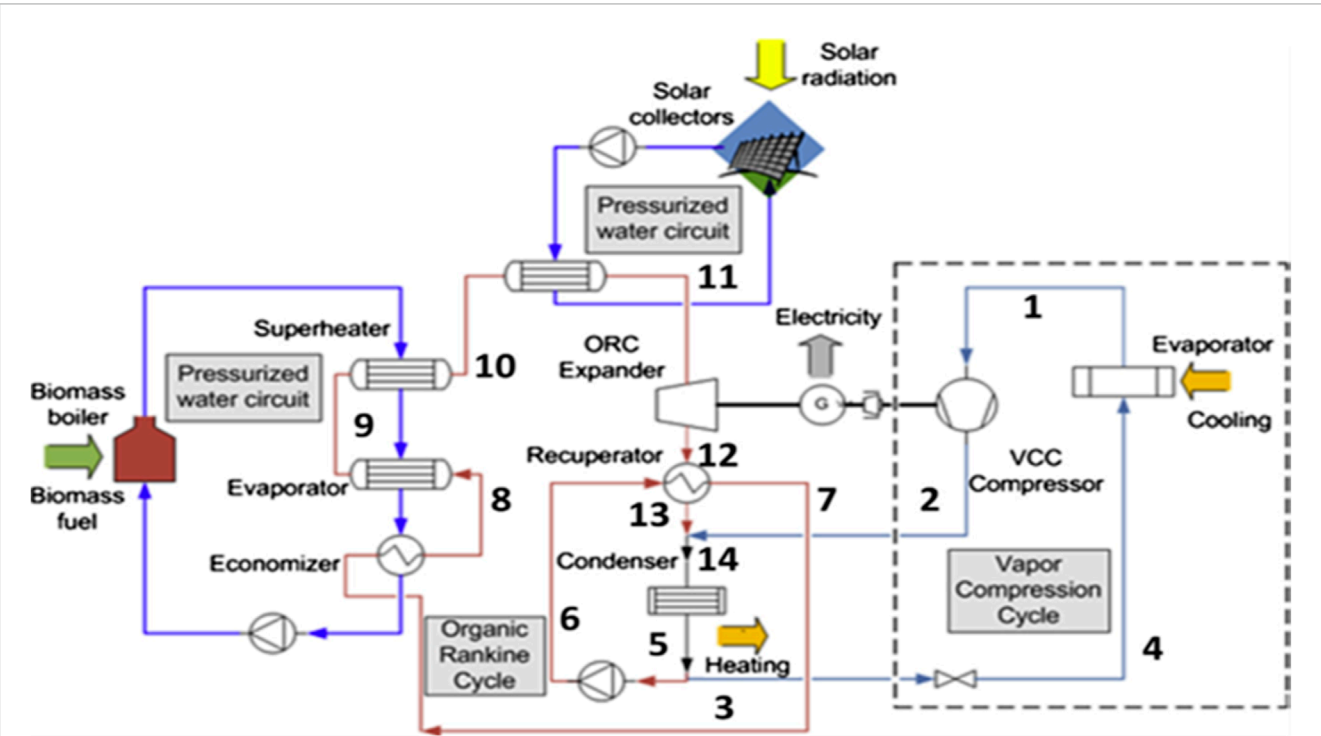 Solar
radiation
Solar
collectors
Pressurized
water circuit
11
Superheater
Electricity
1
ORC
Expander
Evaporator
10
Pressurized
water circuit
Biomass
boiler
G
Cooling
9
Recuperator
12
VCC
Compressor
Evaporator
Biomass
fuel
8
13
7
2
Economizer
Condenser
14
Vapor
Compression
Cycle
6
Organic
Rankine
Cycle
5
Heating
4
3